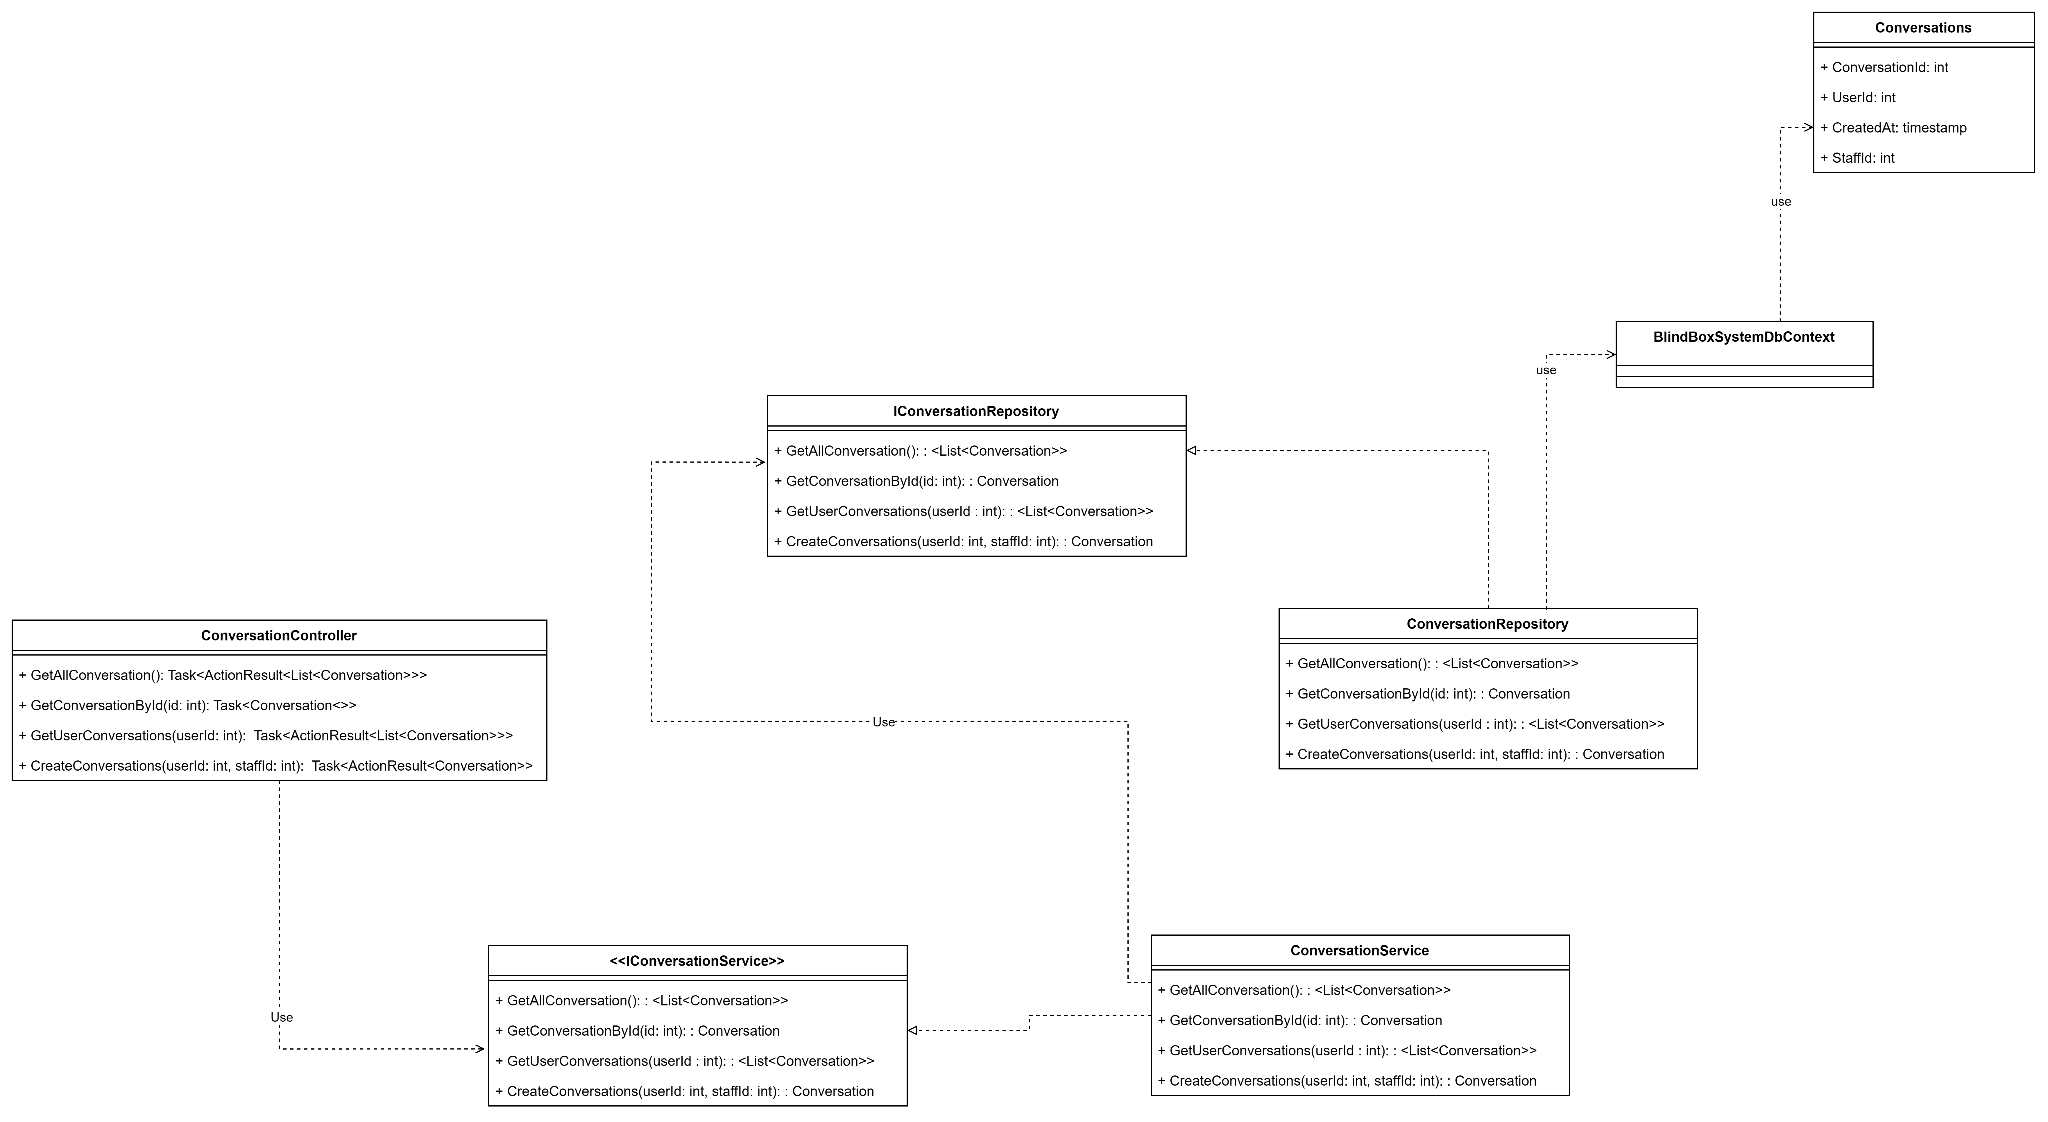 Conversations
+ ConversationId: int
+ UserId: int
+ CreatedAt: timestamp
+ StaffId: int
use
BlindBoxSystemDbContext
use
IConversationRepository
+ GetAllConversation(): : <List<Conversation>>
+ GetConversationById(id: int): : Conversation
+ GetUserConversations(userId : int): : <List<Conversation>>
+ CreateConversations(userId: int, staffId: int): : Conversation
ConversationRepository
+ GetAllConversation(): : <List<Conversation>>
+ GetConversationById(id: int): : Conversation
+ GetUserConversations(userId : int): : <List<Conversation>>
+ CreateConversations(userId: int, staffId: int): : Conversation
ConversationController
+ GetAllConversation(): Task<ActionResult<List<Conversation>>>
+ GetConversationById(id: int): Task<Conversation<>>
+ GetUserConversations(userId: int):  Task<ActionResult<List<Conversation>>>
+ CreateConversations(userId: int, staffId: int):  Task<ActionResult<Conversation>>
Use
Use
<<IConversationService>>
+ GetAllConversation(): : <List<Conversation>>
+ GetConversationById(id: int): : Conversation
+ GetUserConversations(userId : int): : <List<Conversation>>
+ CreateConversations(userId: int, staffId: int): : Conversation
ConversationService
+ GetAllConversation(): : <List<Conversation>>
+ GetConversationById(id: int): : Conversation
+ GetUserConversations(userId : int): : <List<Conversation>>
+ CreateConversations(userId: int, staffId: int): : Conversation